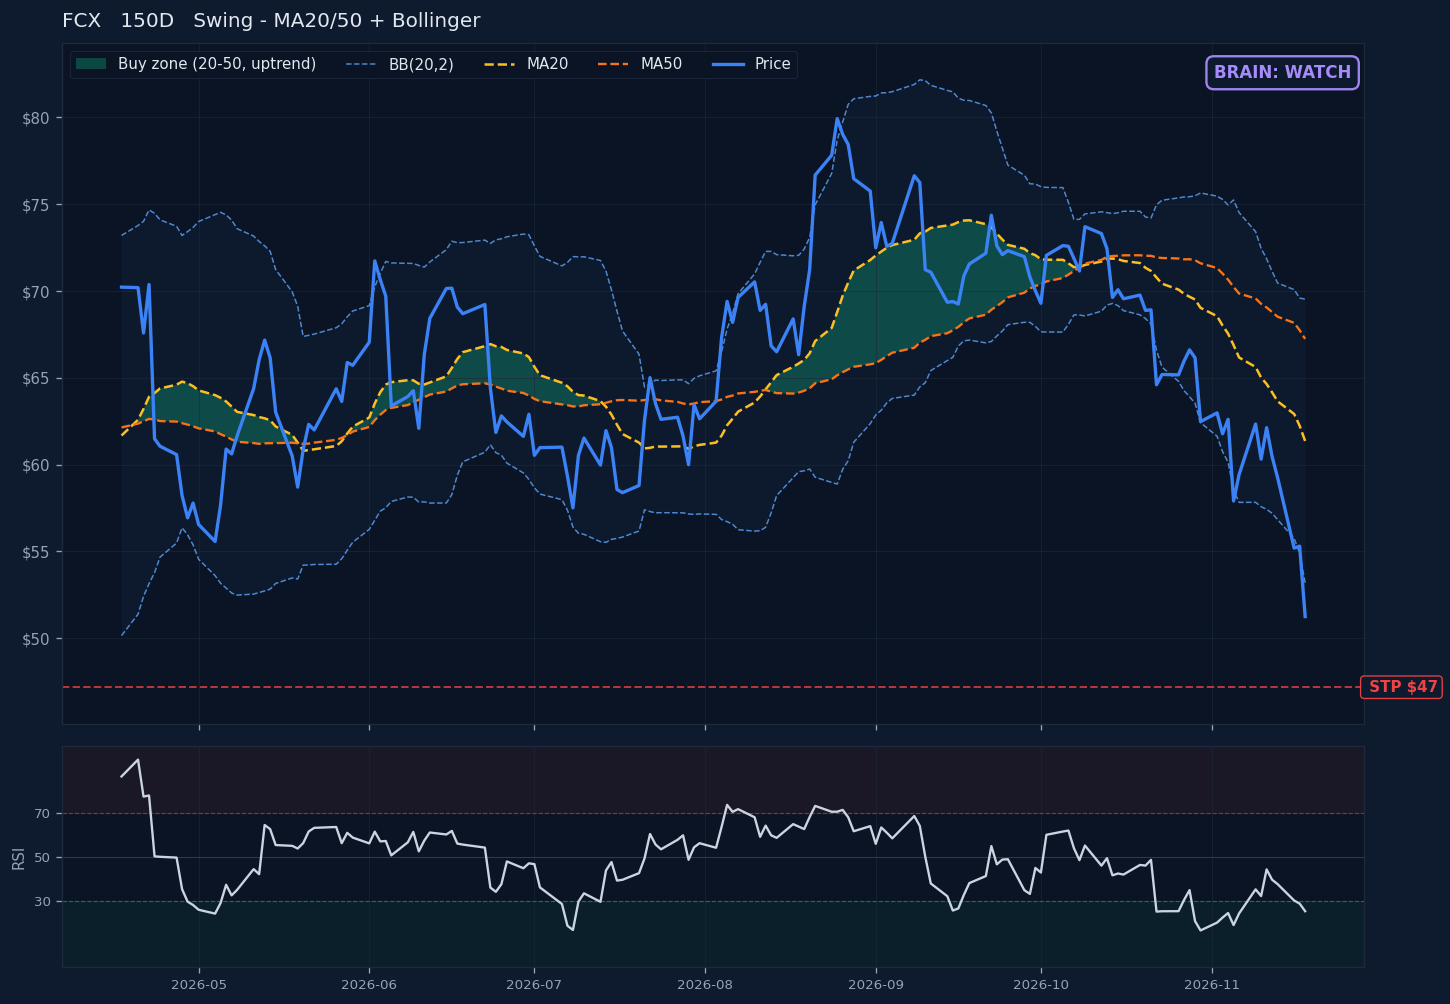 FCX   150D   Swing - MA20/50 + Bollinger
Buy zone (20-50, uptrend)   BB(20,2)   MA20   MA50   Price
BRAIN: WATCH
$80
$75
$70
$65
$60
$55
$50
STP $47
RSI
70
50
30
2026-05   2026-06   2026-07   2026-08   2026-09   2026-10   2026-11